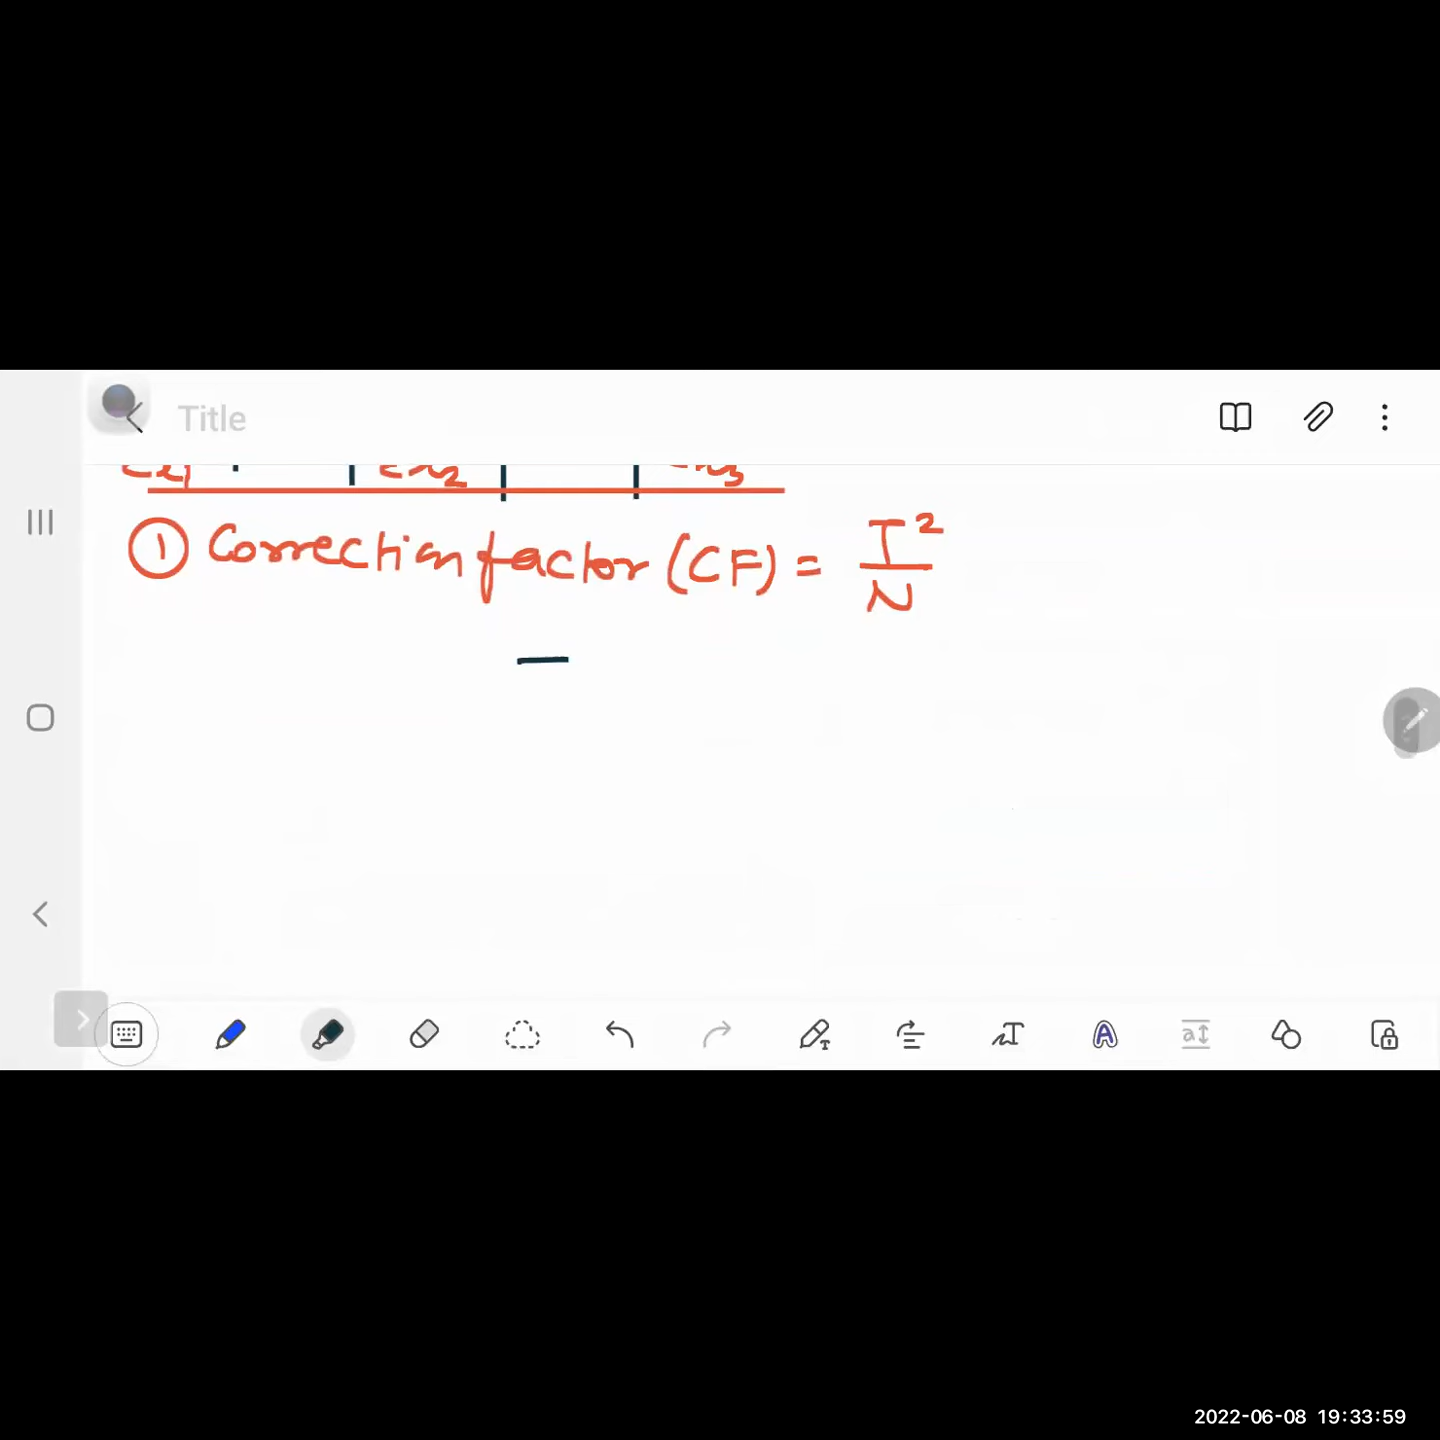 Title
① Correction factor (CF) = T²/N
2022-06-08 19:33:59